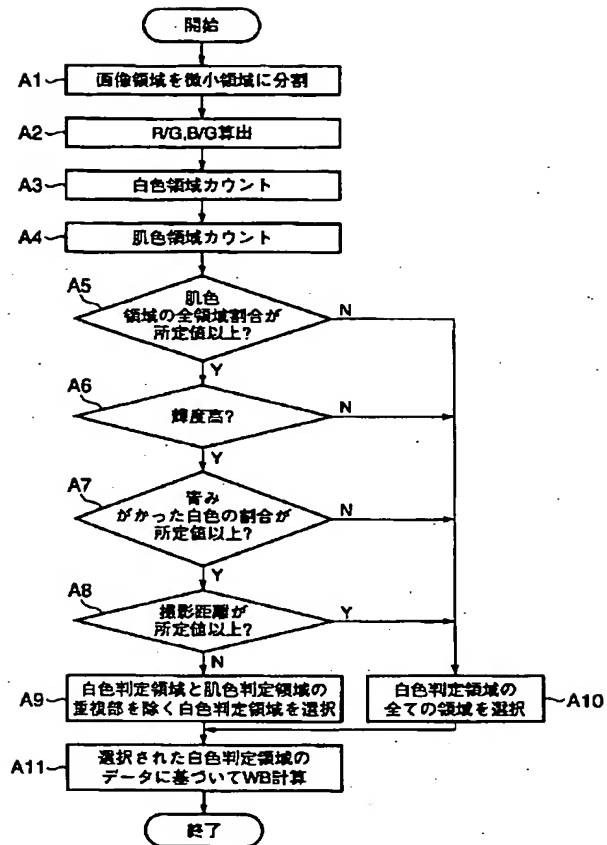 開始
A1
画像領域を微小領域に分割
A2
R/G,B/G算出
A3
白色領域カウント
A4
肌色領域カウント
A5
肌色
領域の全領域割合が
所定値以上?
N
Y
A6
輝度高?
N
Y
A7
青み
がかった白色の割合が
所定値以上?
N
Y
A8
撮影距離が
所定値以上?
Y
N
A9
白色判定領域と肌色判定領域の
重複部を除く白色判定領域を選択
白色判定領域の
全ての領域を選択
A10
A11
選択された白色判定領域の
データに基づいてWB計算
終了